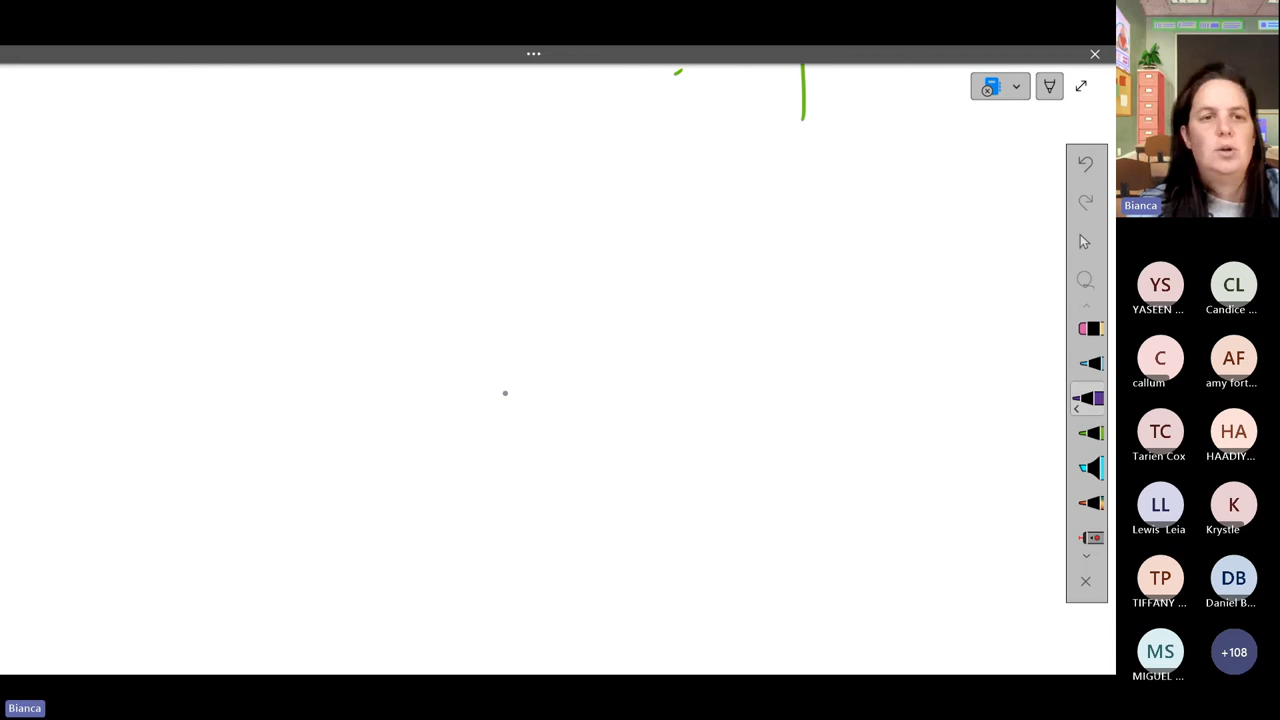 Bianca
YS
CL
YASEEN ...
Candice ...
C
AF
callum
amy fort...
TC
HA
Tarien Cox
HAADIY...
LL
K
Lewis Leia
Krystle
TP
DB
TIFFANY ...
Daniel B...
MS
+108
MIGUEL ...
Bianca